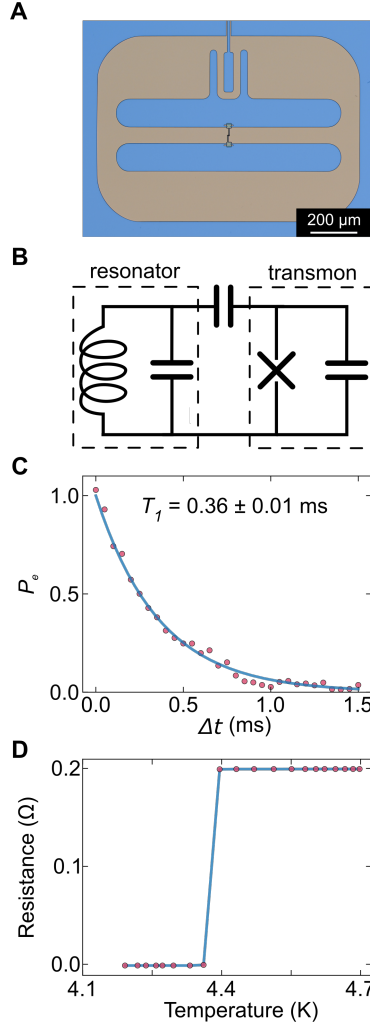 A
200 μm
B
resonator
transmon
C
T₁ = 0.36 ± 0.01 ms
1.0
0.5
0.0
Pₑ
0.0
0.5
1.0
1.5
Δt (ms)
D
0.2
0.1
0.0
Resistance (Ω)
4.1
4.4
4.7
Temperature (K)